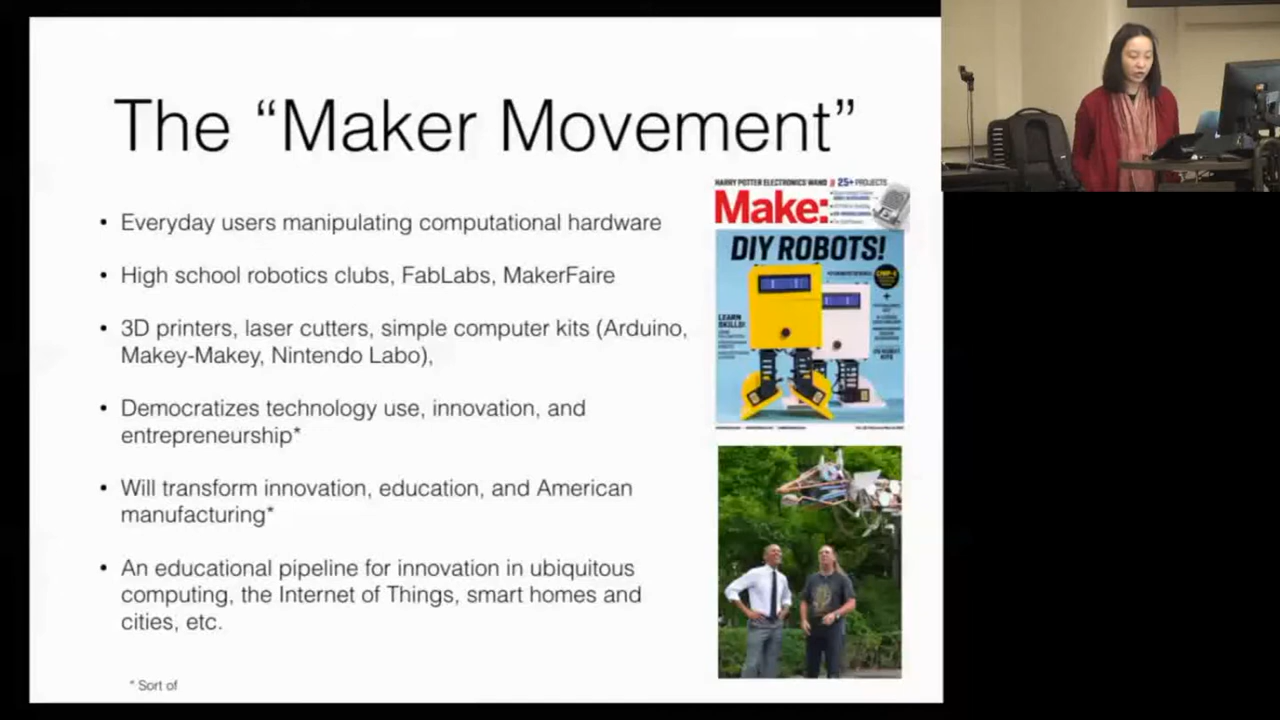 The “Maker Movement”
• Everyday users manipulating computational hardware
• High school robotics clubs, FabLabs, MakerFaire
• 3D printers, laser cutters, simple computer kits (Arduino,
Makey-Makey, Nintendo Labo),
• Democratizes technology use, innovation, and
entrepreneurship*
• Will transform innovation, education, and American
manufacturing*
• An educational pipeline for innovation in ubiquitous
computing, the Internet of Things, smart homes and
cities, etc.
* Sort of
HARRY POTTER ELECTRONICS WAND 25+ PROJECTS
Make:
DIY ROBOTS!
LEARN
SKILLS!